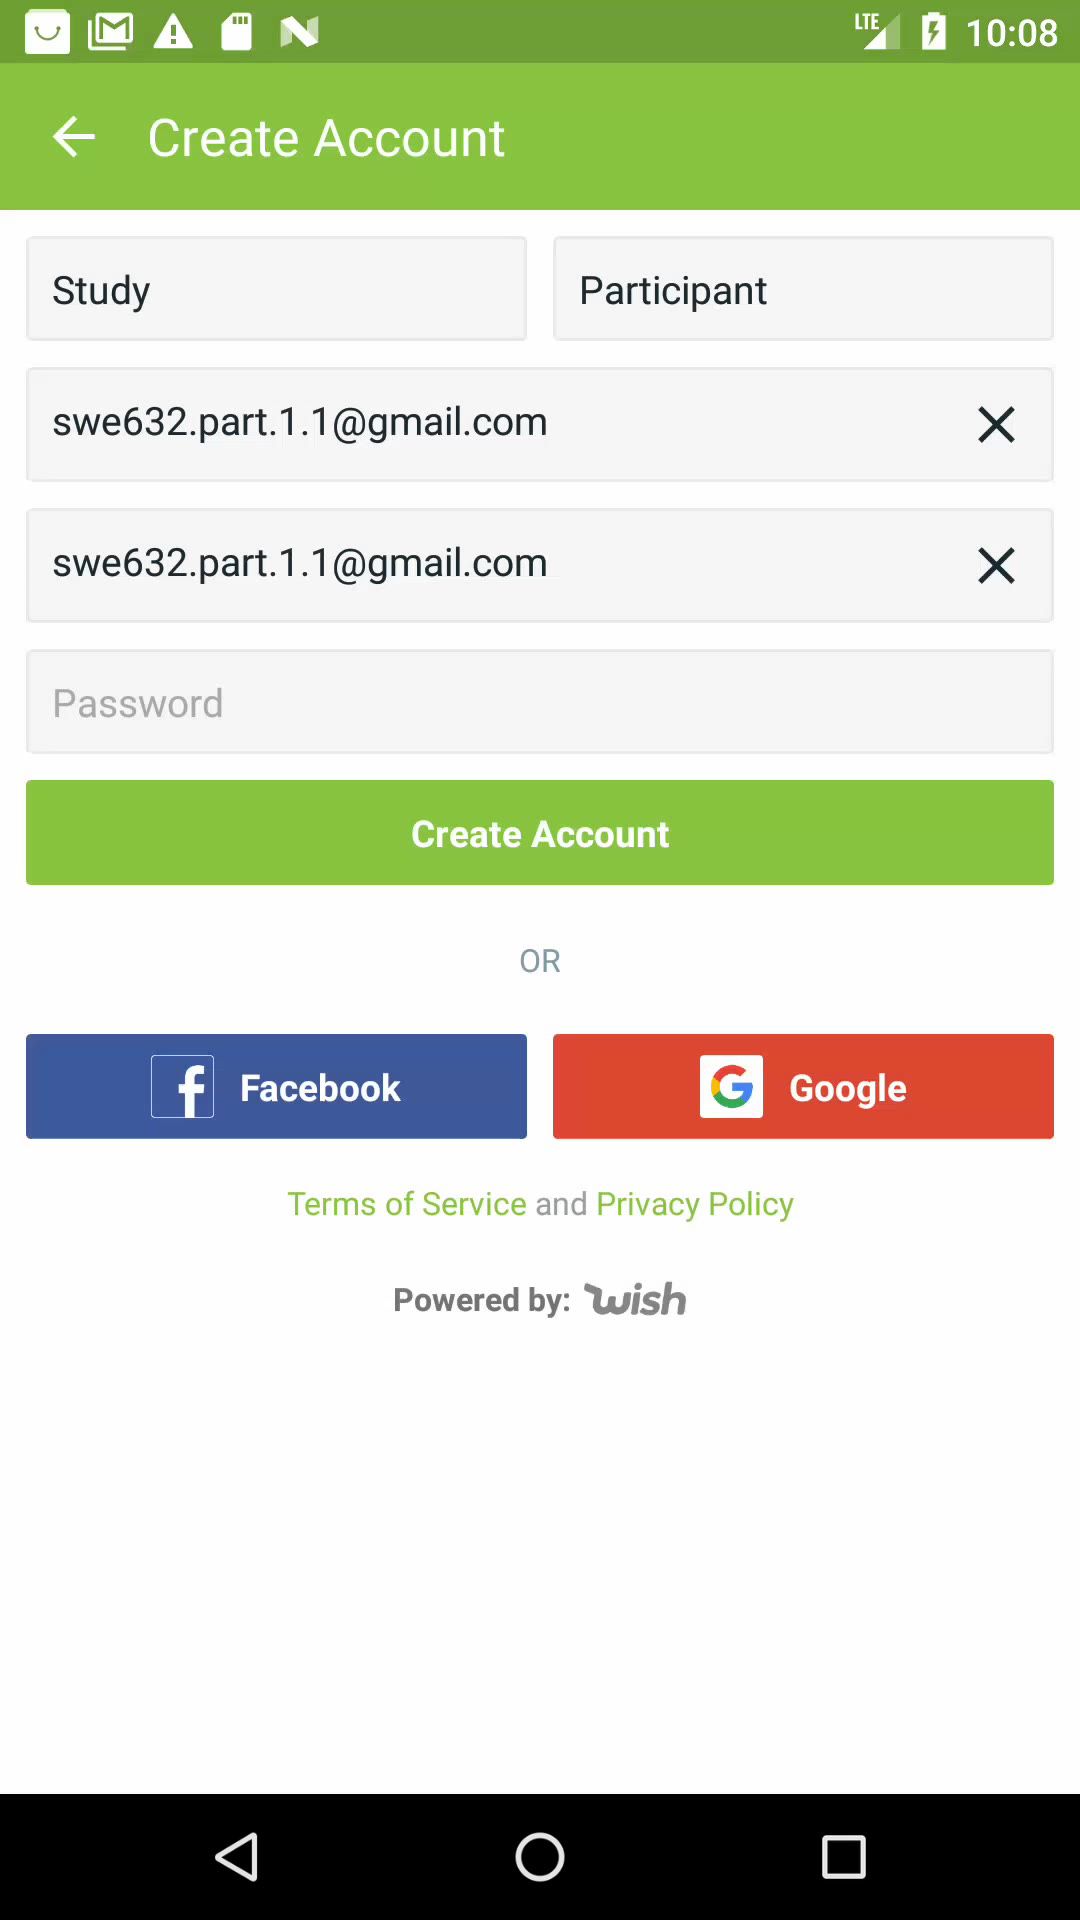 LTE 10:08
Create Account
Study Participant
swe632.part.1.1@gmail.com
swe632.part.1.1@gmail.com
Password
Create Account
OR
Facebook Google
Terms of Service and Privacy Policy
Powered by: wish